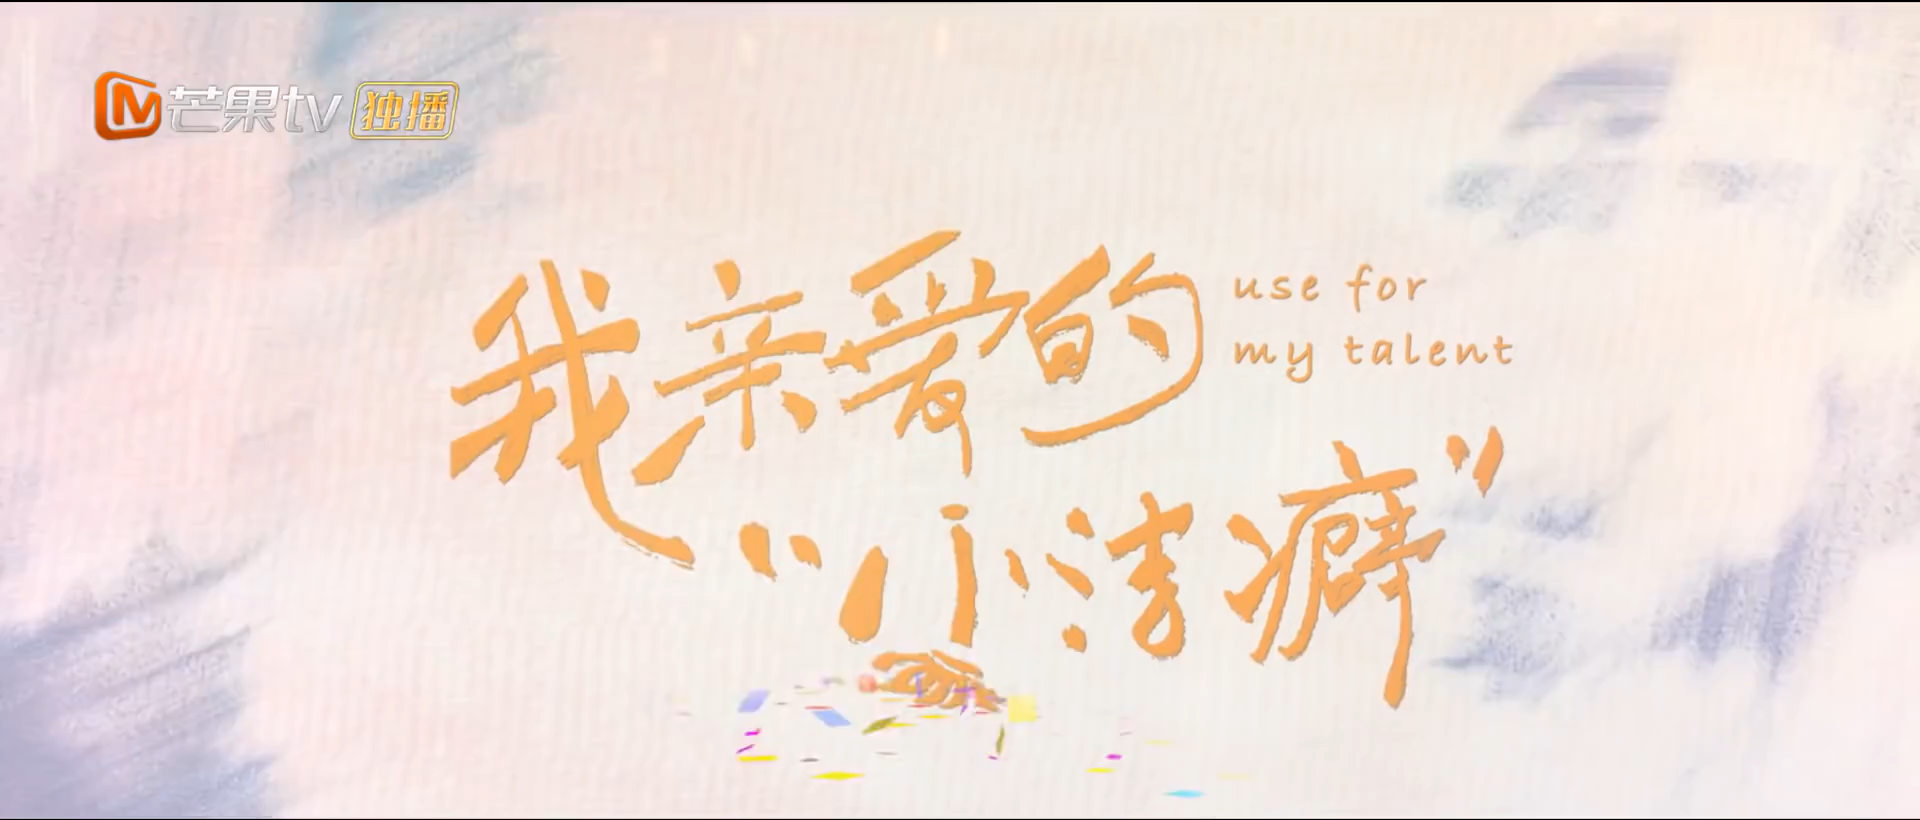 芒果tv 独播
我亲爱的
use for
my talent
“小洁癖”